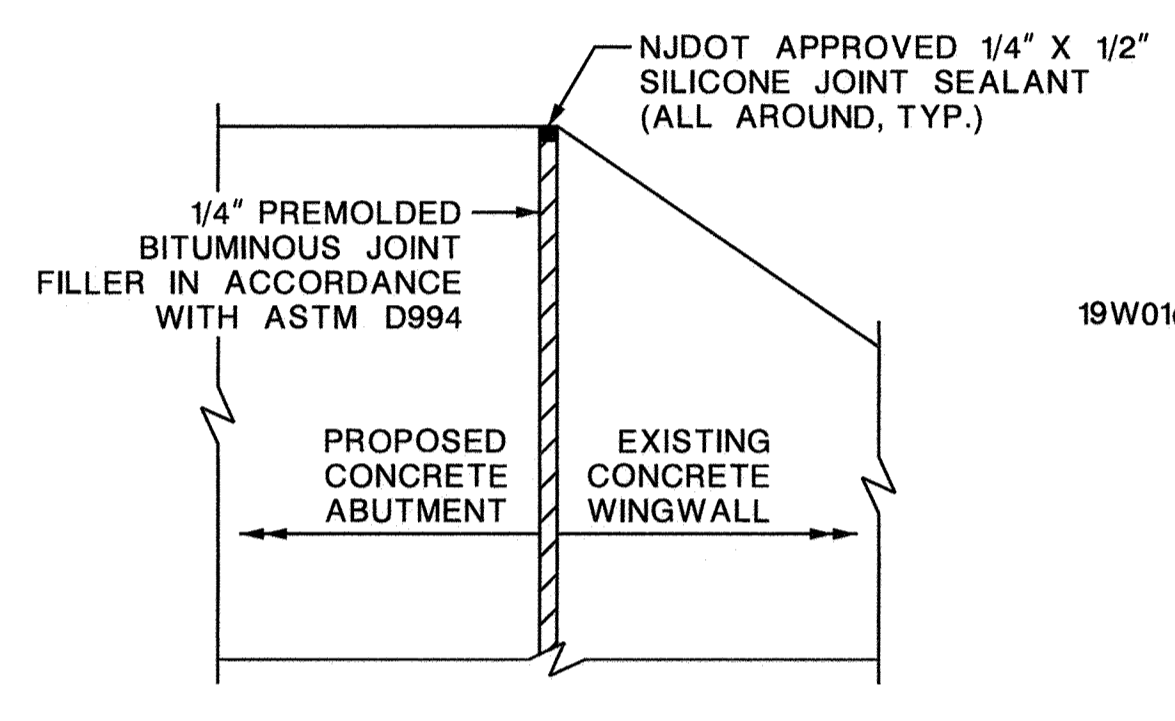 NJDOT APPROVED 1/4" X 1/2"
SILICONE JOINT SEALANT
(ALL AROUND, TYP.)
1/4" PREMOLDED
BITUMINOUS JOINT
FILLER IN ACCORDANCE
WITH ASTM D994
PROPOSED
CONCRETE
ABUTMENT
EXISTING
CONCRETE
WINGWALL